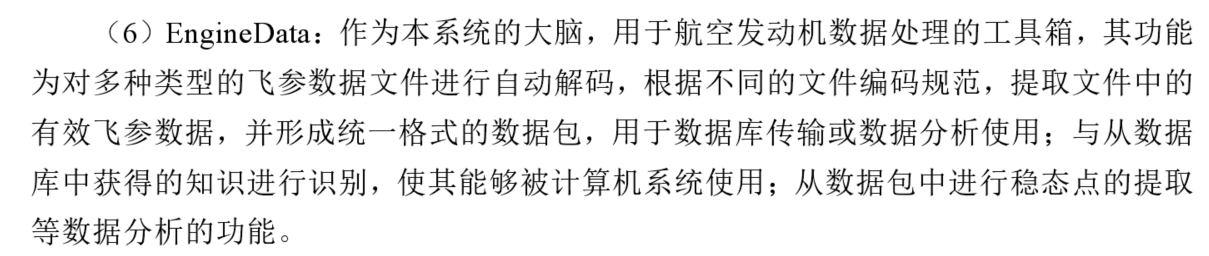 （6）EngineData：作为本系统的大脑，用于航空发动机数据处理的工具箱，其功能
为对多种类型的飞参数据文件进行自动解码，根据不同的文件编码规范，提取文件中的
有效飞参数据，并形成统一格式的数据包，用于数据库传输或数据分析使用；与从数据
库中获得的知识进行识别，使其能够被计算机系统使用；从数据包中进行稳态点的提取
等数据分析的功能。